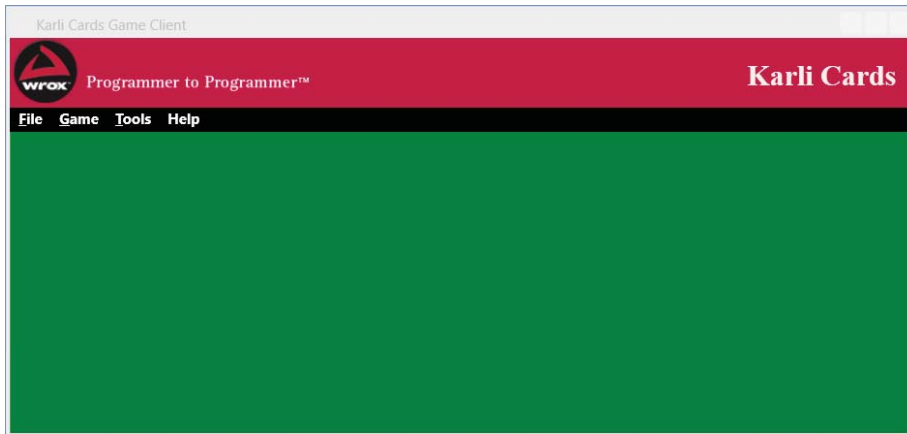 Karli Cards Game Client
wrox
Programmer to Programmer™
Karli Cards
File Game Tools Help